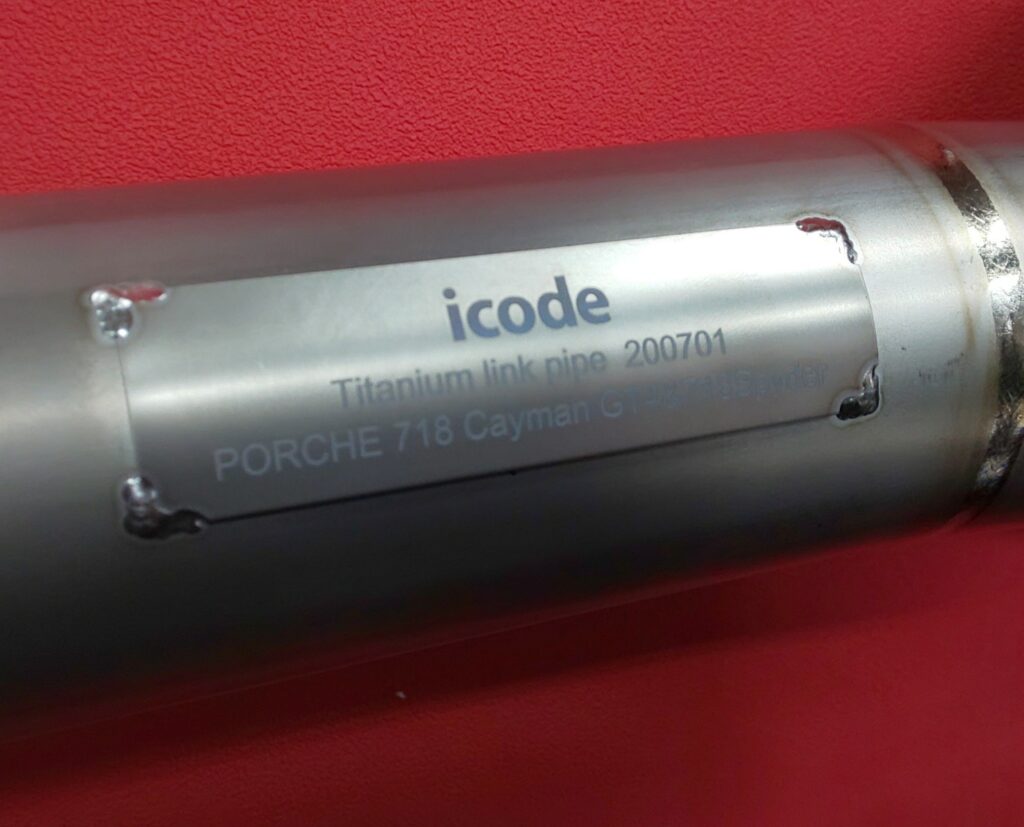 icode
Titanium link pipe 200701
PORCHE 718 Cayman